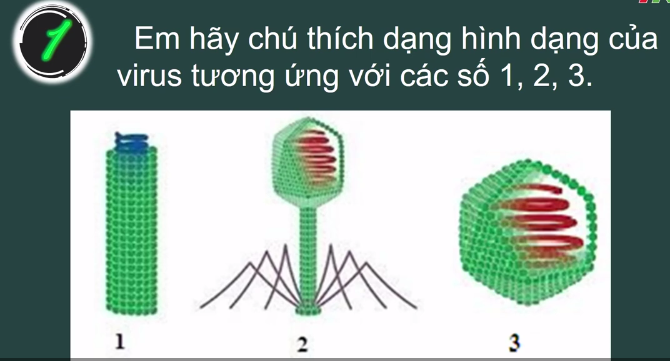 1
Em hãy chú thích dạng hình dạng của
virus tương ứng với các số 1, 2, 3.
1 2 3